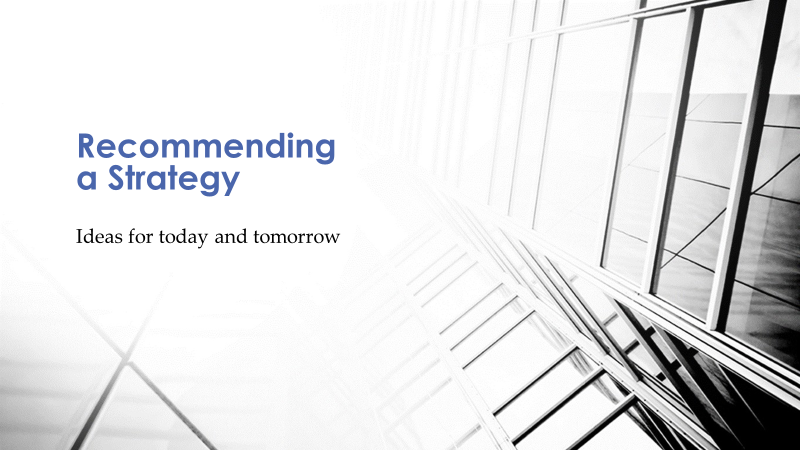 Recommending
a Strategy
Ideas for today and tomorrow